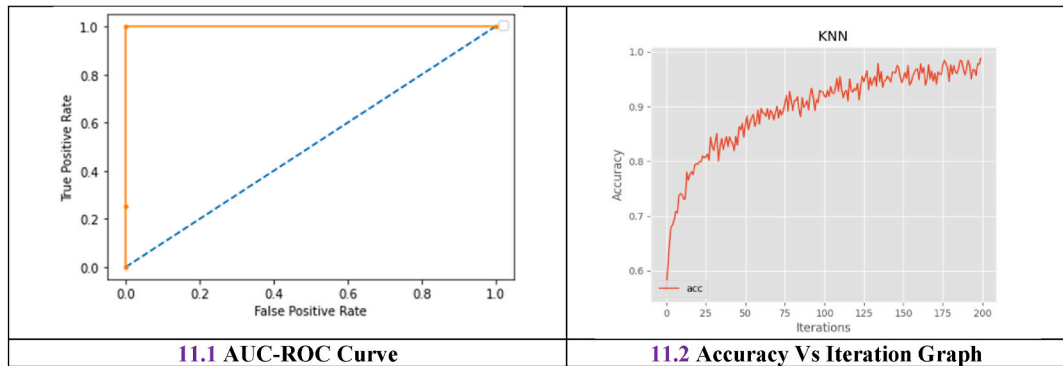 1.0
0.8
0.6
0.4
0.2
0.0
True Positive Rate
0.0 0.2 0.4 0.6 0.8 1.0
False Positive Rate
11.1 AUC-ROC Curve
KNN
1.0
0.9
0.8
0.7
0.6
Accuracy
acc
0 25 50 75 100 125 150 175 200
Iterations
11.2 Accuracy Vs Iteration Graph